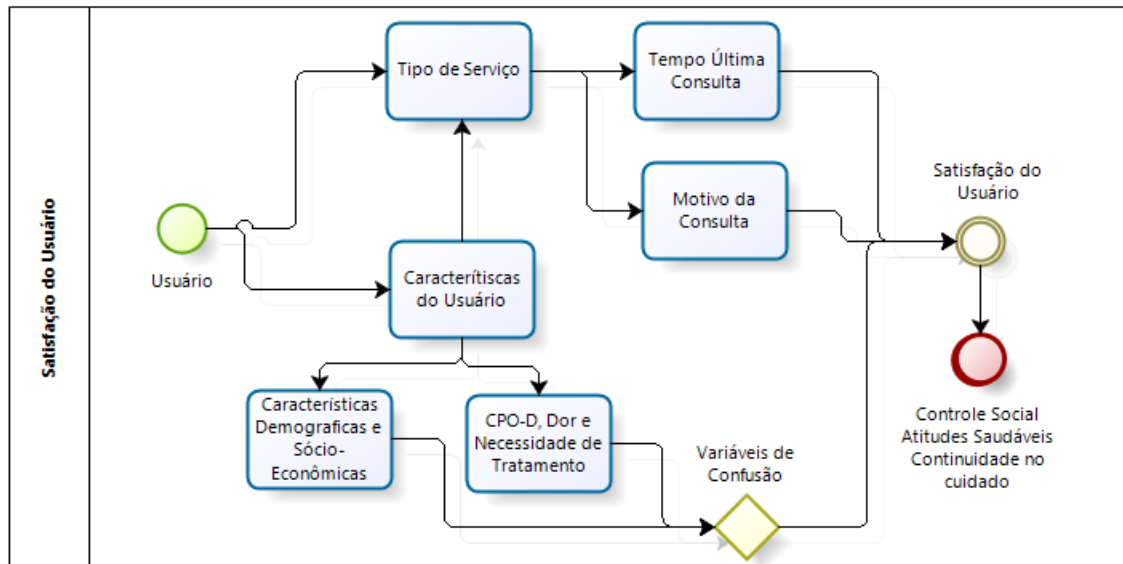 Satisfação do Usuário
Tipo de Serviço
Tempo Última
Consulta
Motivo da
Consulta
Satisfação do
Usuário
Usuário
Caracterítiscas
do Usuário
Características
Demograficas e
Sócio-
Econômicas
CPO-D, Dor e
Necessidade de
Tratamento
Variáveis de
Confusão
Controle Social
Atitudes Saudáveis
Continuidade no
cuidado